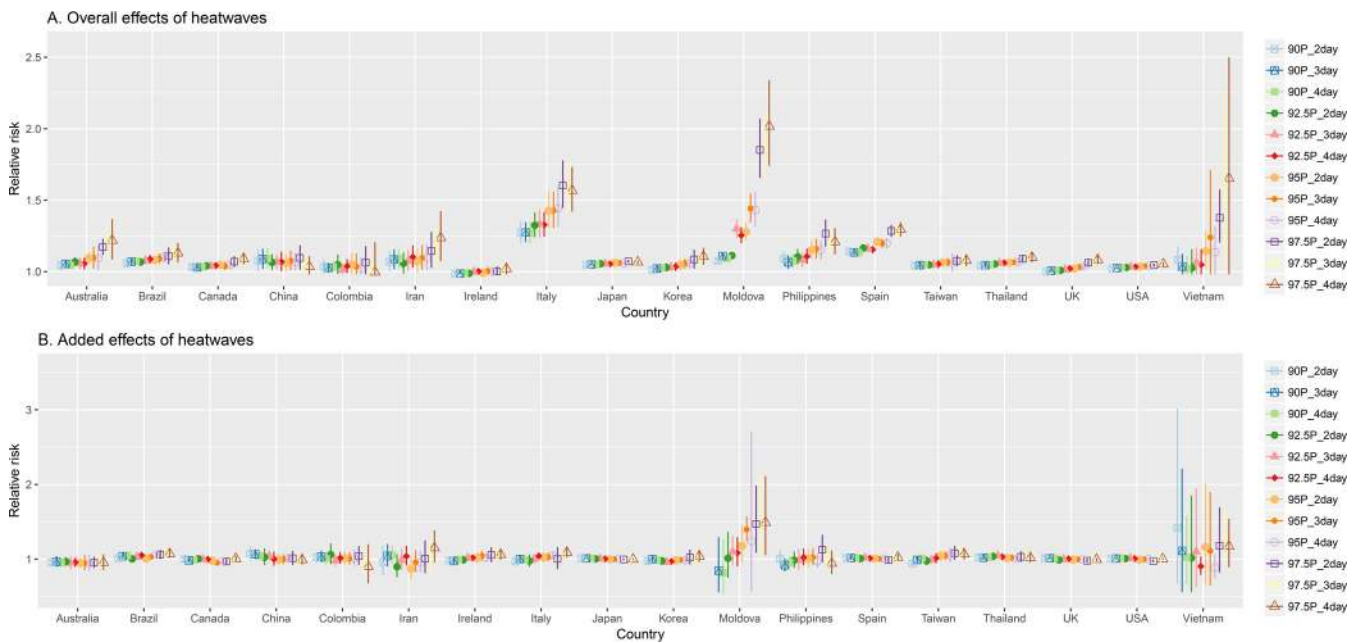 A. Overall effects of heatwaves
2.5
2.0
1.5
1.0
Relative risk
Australia Brazil Canada China Colombia Iran Ireland Italy Japan Korea Moldova Philippines Spain Taiwan Thailand UK USA Vietnam
Country
90P_2day
90P_3day
90P_4day
92.5P_2day
92.5P_3day
92.5P_4day
95P_2day
95P_3day
95P_4day
97.5P_2day
97.5P_3day
97.5P_4day
B. Added effects of heatwaves
3
2
1
Relative risk
Australia Brazil Canada China Colombia Iran Ireland Italy Japan Korea Moldova Philippines Spain Taiwan Thailand UK USA Vietnam
Country
90P_2day
90P_3day
90P_4day
92.5P_2day
92.5P_3day
92.5P_4day
95P_2day
95P_3day
95P_4day
97.5P_2day
97.5P_3day
97.5P_4day